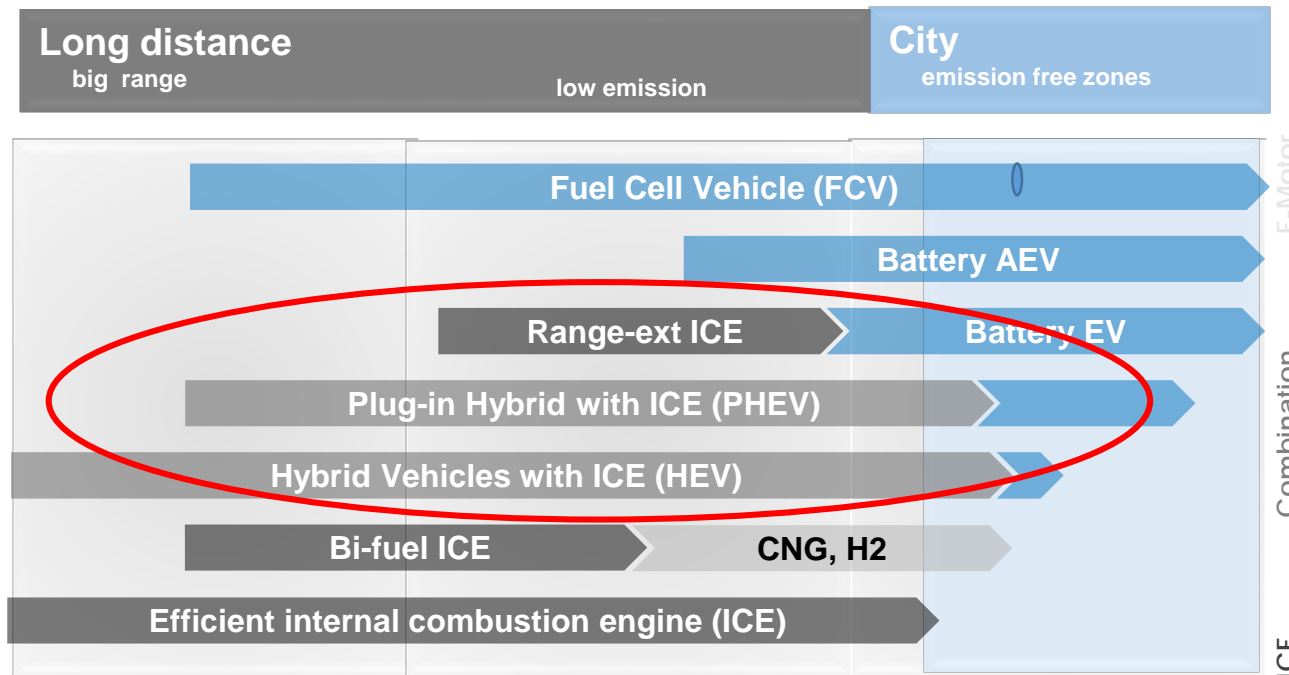 Long distance
City
big range
low emission
emission free zones
Fuel Cell Vehicle (FCV)
E-Motor
Battery AEV
Range-ext ICE
Battery EV
Plug-in Hybrid with ICE (PHEV)
Combination
Hybrid Vehicles with ICE (HEV)
Bi-fuel ICE
CNG, H2
Efficient internal combustion engine (ICE)
ICE